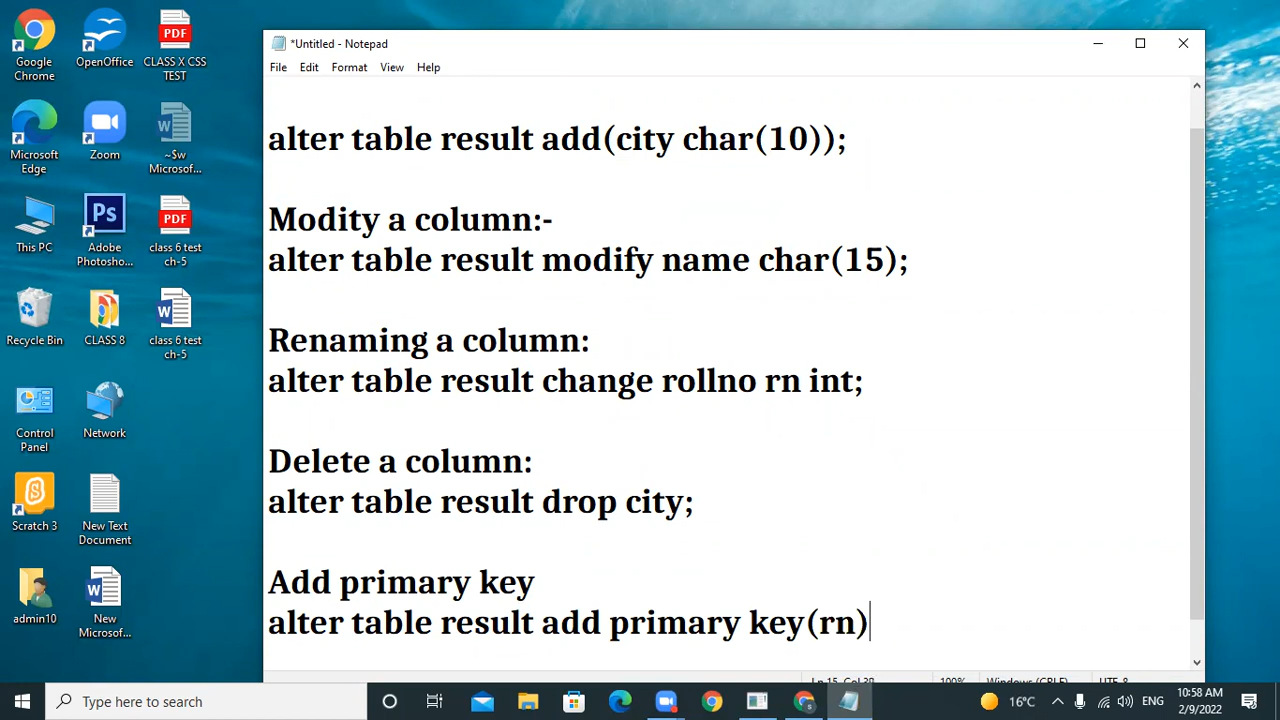 Google Chrome
OpenOffice
PDF
CLASS X CSS TEST
Microsoft Edge
Zoom
~$w Microsof...
This PC
Ps
Adobe Photosho...
PDF
class 6 test ch-5
Recycle Bin
CLASS 8
class 6 test ch-5
Control Panel
Network
Scratch 3
New Text Document
admin10
New Microsof...
*Untitled - Notepad
File Edit Format View Help
alter table result add(city char(10));
Modity a column:-
alter table result modify name char(15);
Renaming a column:
alter table result change rollno rn int;
Delete a column:
alter table result drop city;
Add primary key
alter table result add primary key(rn)
Type here to search
16°C
ENG
10:58 AM
2/9/2022